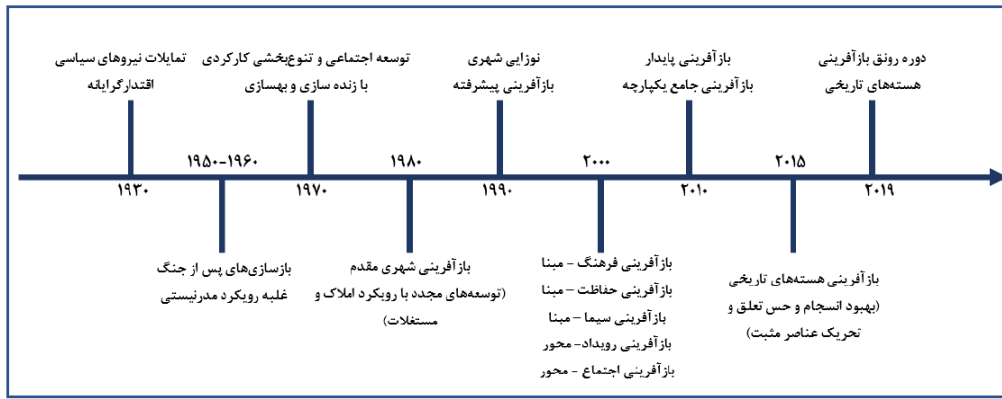 تمایلات نیروهای سیاسی
اقتدارگرایانه
توسعه اجتماعی و تنوع‌بخشی کارکردی
با زنده سازی و بهسازی
نوزایی شهری
بازآفرینی پیشرفته
بازآفرینی پایدار
بازآفرینی جامع یکپارچه
دوره رونق بازآفرینی
هسته‌های تاریخی
۱۹۵۰-۱۹۶۰
۱۹۸۰
۲۰۰۰
۲۰۱۵
۱۹۳۰
۱۹۷۰
۱۹۹۰
۲۰۱۰
۲۰۱۹
بازسازی‌های پس از جنگ
غلبه رویکرد مدرنیستی
بازآفرینی شهری مقدم
(توسعه‌های مجدد با رویکرد املاک و
مستغلات)
بازآفرینی فرهنگ – مبنا
بازآفرینی حفاظت – مبنا
بازآفرینی سیما – مبنا
بازآفرینی رویداد- محور
بازآفرینی اجتماع - محور
بازآفرینی هسته‌های تاریخی
(بهبود انسجام و حس تعلق و
تحریک عناصر مثبت)